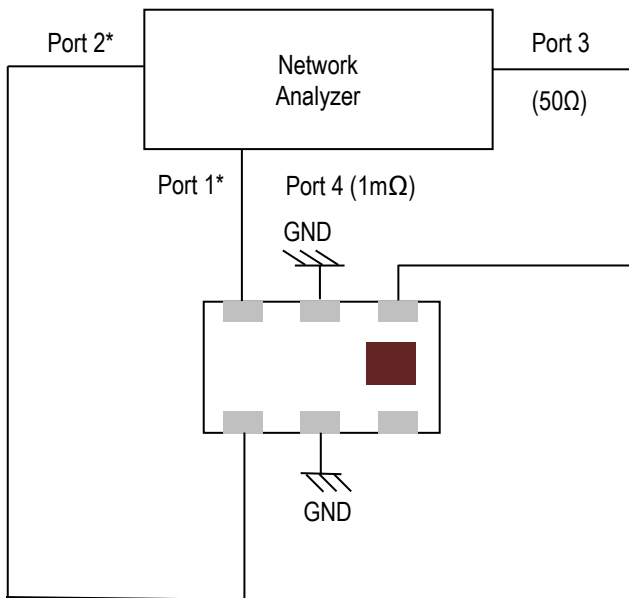 Port 2*
Network
Analyzer
Port 3
(50Ω)
Port 1*
Port 4 (1mΩ)
GND
GND